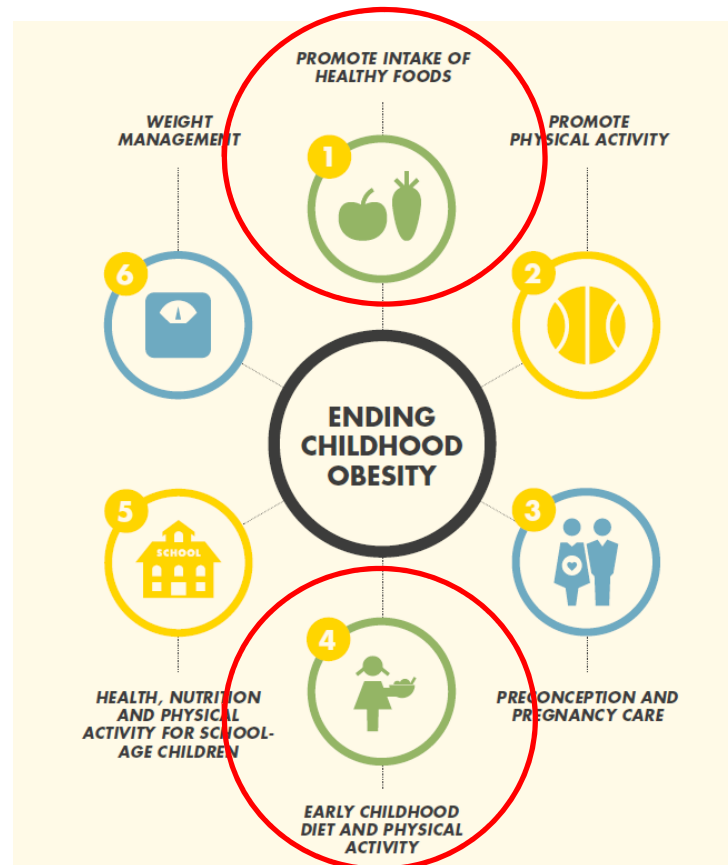 PROMOTE INTAKE OF
HEALTHY FOODS
1
PROMOTE
PHYSICAL ACTIVITY
2
PRECONCEPTION AND
PREGNANCY CARE
3
EARLY CHILDHOOD
DIET AND PHYSICAL
ACTIVITY
4
HEALTH, NUTRITION
AND PHYSICAL
ACTIVITY FOR SCHOOL-
AGE CHILDREN
5
SCHOOL
WEIGHT
MANAGEMENT
6
ENDING
CHILDHOOD
OBESITY